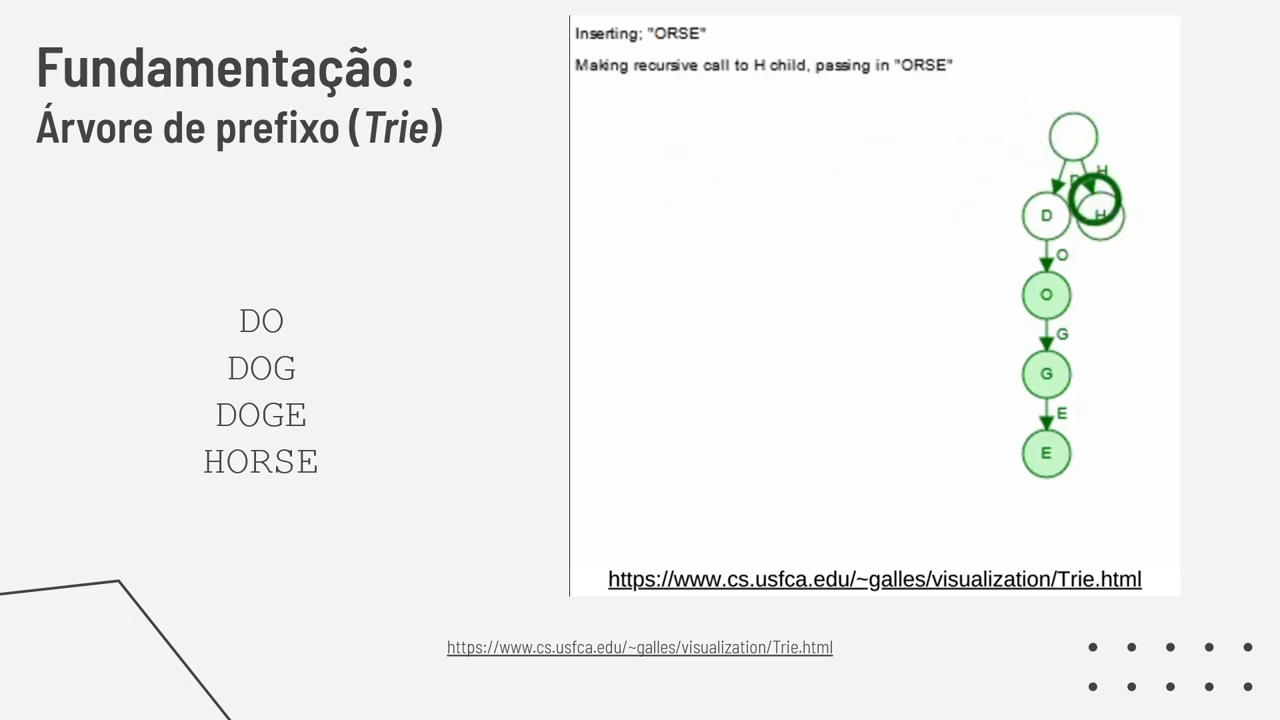 Fundamentação:
Árvore de prefixo (Trie)
DO
DOG
DOGE
HORSE
Inserting: "ORSE"
Making recursive call to H child, passing in "ORSE"
D
H
D
H
O
O
G
G
E
E
https://www.cs.usfca.edu/~galles/visualization/Trie.html
https://www.cs.usfca.edu/~galles/visualization/Trie.html